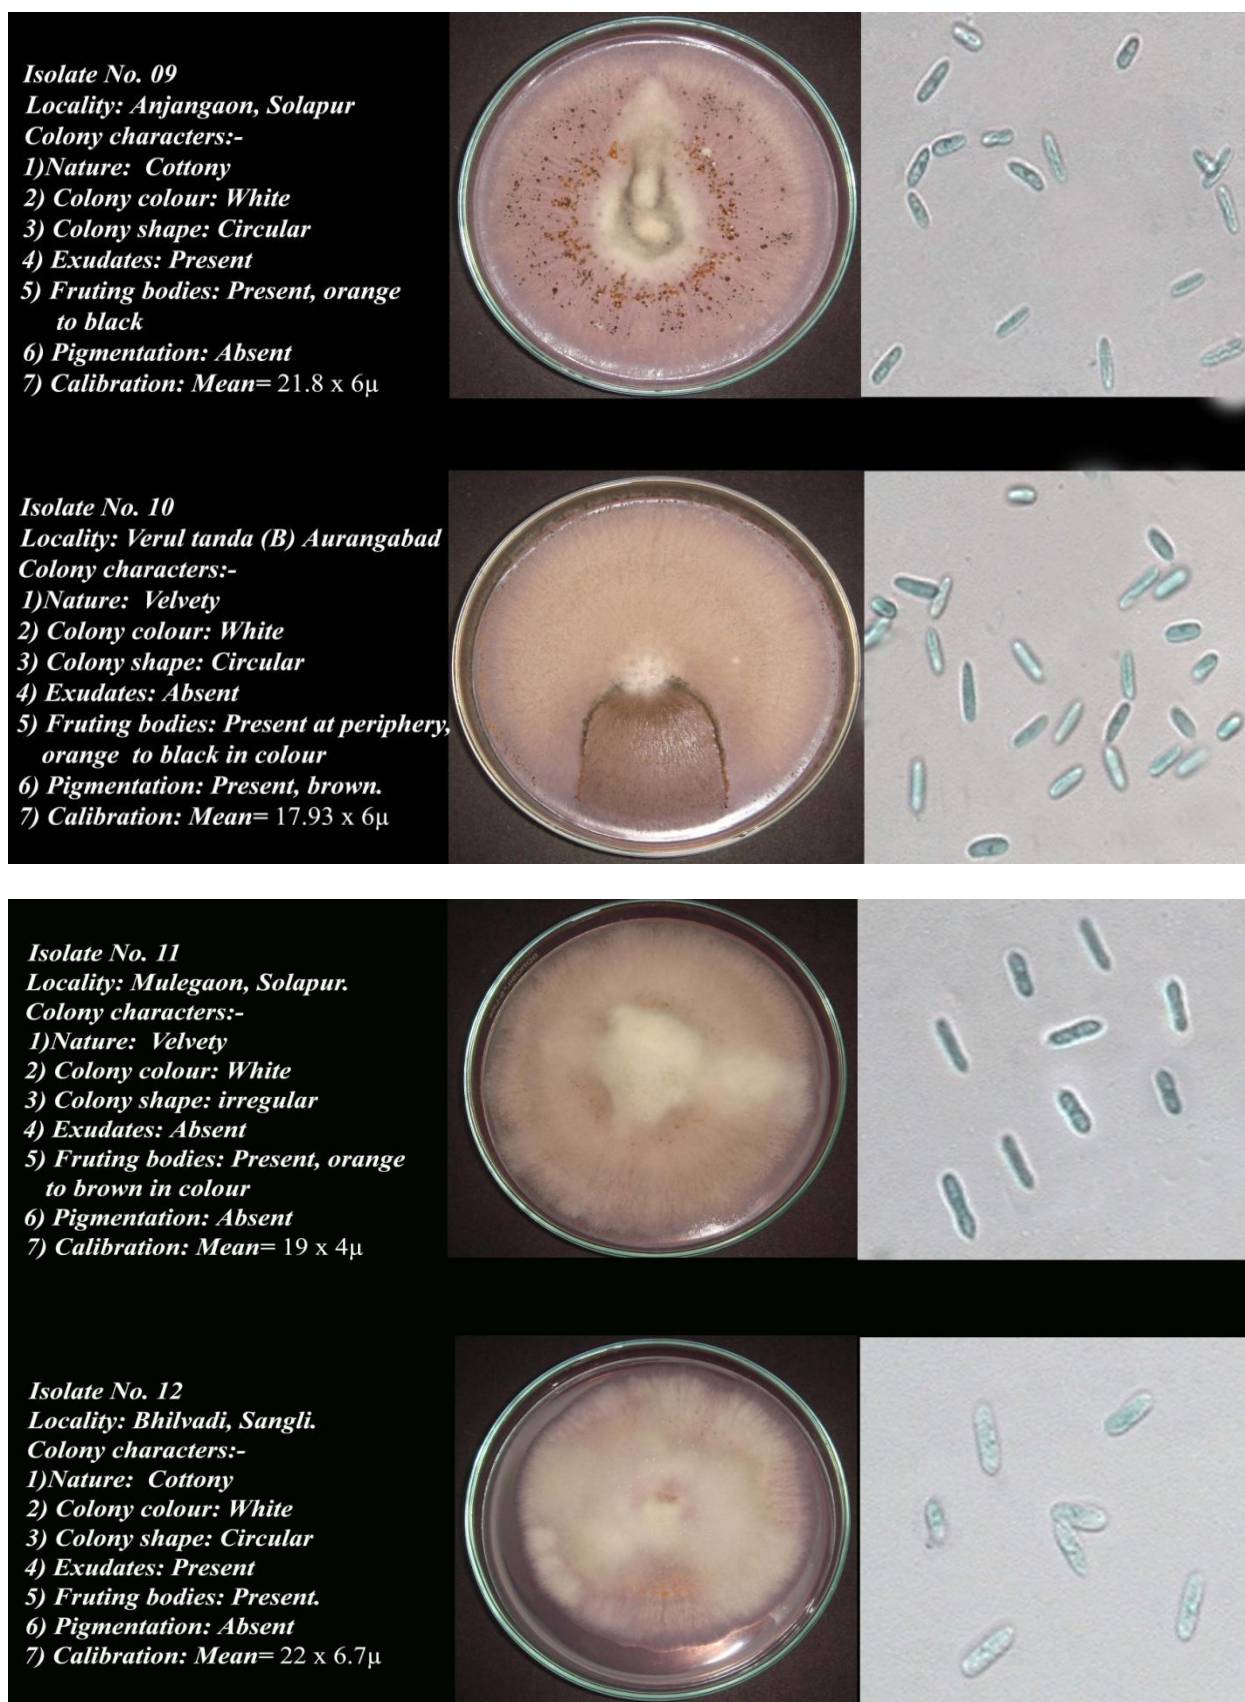 Isolate No. 09
Locality: Anjangaon, Solapur
Colony characters:-
1)Nature: Cottony
2) Colony colour: White
3) Colony shape: Circular
4) Exudates: Present
5) Fruting bodies: Present, orange
to black
6) Pigmentation: Absent
7) Calibration: Mean= 21.8 x 6µ
Isolate No. 10
Locality: Verul tanda (B) Aurangabad
Colony characters:-
1)Nature: Velvety
2) Colony colour: White
3) Colony shape: Circular
4) Exudates: Absent
5) Fruting bodies: Present at periphery,
orange to black in colour
6) Pigmentation: Present, brown.
7) Calibration: Mean= 17.93 x 6µ
Isolate No. 11
Locality: Mulegaon, Solapur.
Colony characters:-
1)Nature: Velvety
2) Colony colour: White
3) Colony shape: irregular
4) Exudates: Absent
5) Fruting bodies: Present, orange
to brown in colour
6) Pigmentation: Absent
7) Calibration: Mean= 19 x 4µ
Isolate No. 12
Locality: Bhilvadi, Sangli.
Colony characters:-
1)Nature: Cottony
2) Colony colour: White
3) Colony shape: Circular
4) Exudates: Present
5) Fruting bodies: Present.
6) Pigmentation: Absent
7) Calibration: Mean= 22 x 6.7µ